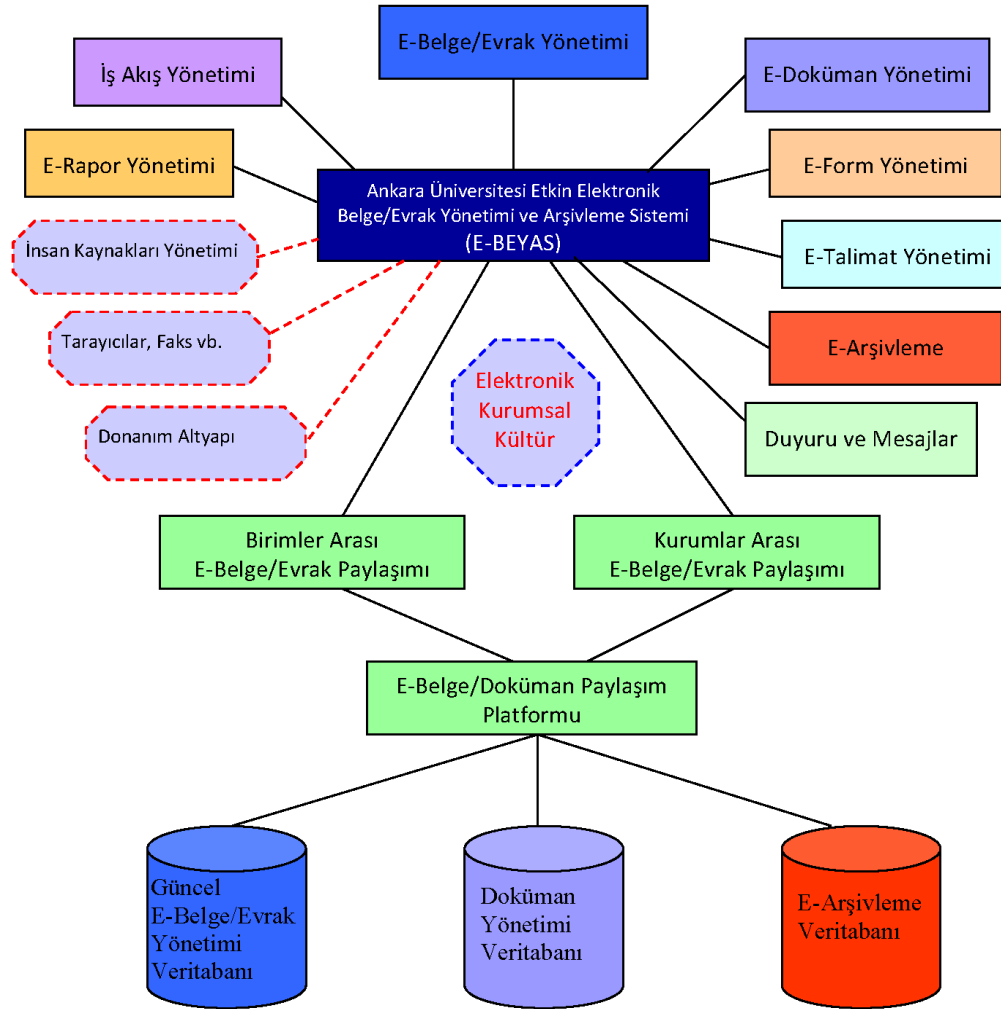 E-Belge/Evrak Yönetimi
İş Akış Yönetimi
E-Doküman Yönetimi
E-Rapor Yönetimi
E-Form Yönetimi
Ankara Üniversitesi Etkin Elektronik
Belge/Evrak Yönetimi ve Arşivleme Sistemi
(E-BEYAS)
İnsan Kaynakları Yönetimi
E-Talimat Yönetimi
Tarayıcılar, Faks vb.
E-Arşivleme
Elektronik
Kurumsal
Kültür
Donanım Altyapı
Duyuru ve Mesajlar
Birimler Arası
E-Belge/Evrak Paylaşımı
Kurumlar Arası
E-Belge/Evrak Paylaşımı
E-Belge/Doküman Paylaşım
Platformu
Güncel
E-Belge/Evrak
Yönetimi
Veritabanı
Doküman
Yönetimi
Veritabanı
E-Arşivleme
Veritabanı